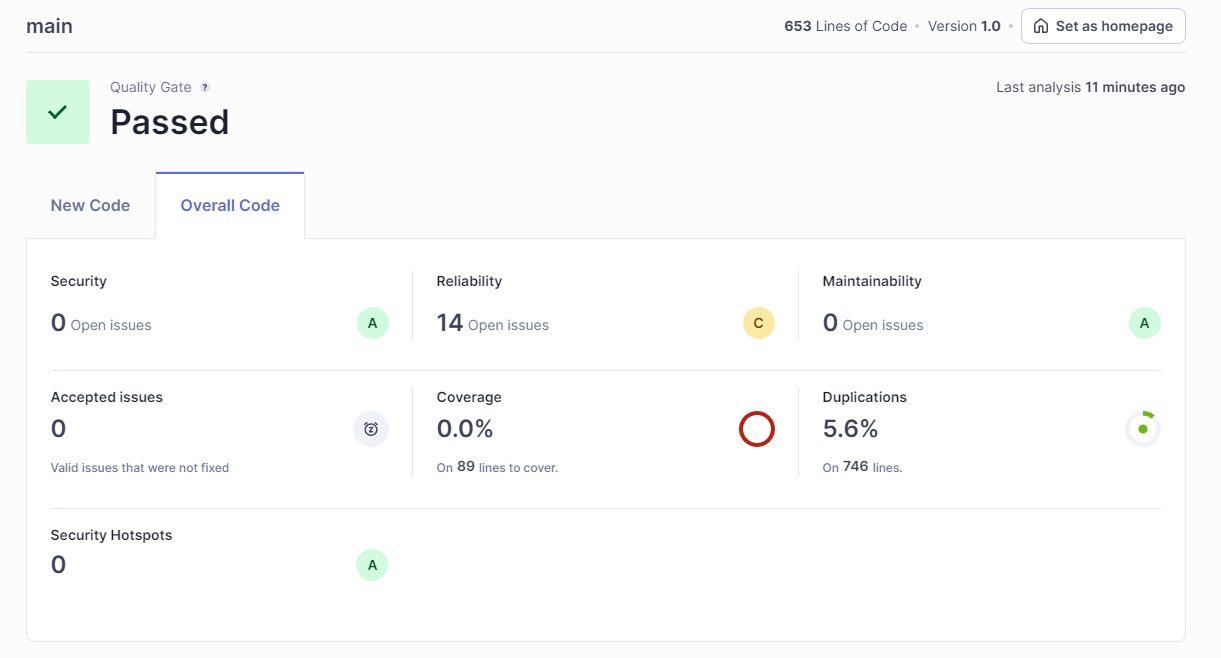 main
653 Lines of Code • Version 1.0 • Set as homepage
Quality Gate ?
Last analysis 11 minutes ago
Passed
New Code
Overall Code
Security
0 Open issues
A
Reliability
14 Open issues
C
Maintainability
0 Open issues
A
Accepted issues
0
Valid issues that were not fixed
Coverage
0.0%
On 89 lines to cover.
Duplications
5.6%
On 746 lines.
Security Hotspots
0
A